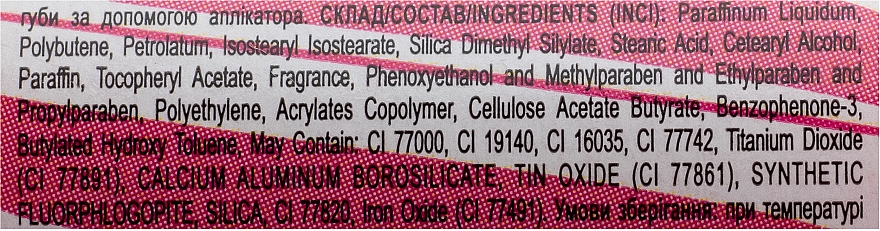 губи за допомогою аплікатора. СКЛАД/СОСТАВ/INGREDIENTS (INCI): Paraffinum Liquidum,
Polybutene, Petrolatum, Isostearyl Isostearate, Silica Dimethyl Silylate, Stearic Acid, Cetearyl Alcohol,
Paraffin, Tocopheryl Acetate, Fragrance, Phenoxyethanol and Methylparaben and Ethylparaben and
Propylparaben, Polyethylene, Acrylates Copolymer, Cellulose Acetate Butyrate, Benzophenone-3,
Butylated Hydroxy Toluene, May Contain: CI 77000, CI 19140, CI 16035, CI 77742, Titanium Dioxide
(CI 77891), CALCIUM ALUMINUM BOROSILICATE, TIN OXIDE (CI 77861), SYNTHETIC
FLUORPHLOGOPITE, SILICA, CI 77820, Iron Oxide (CI 77491). Умови зберігання: при температурі